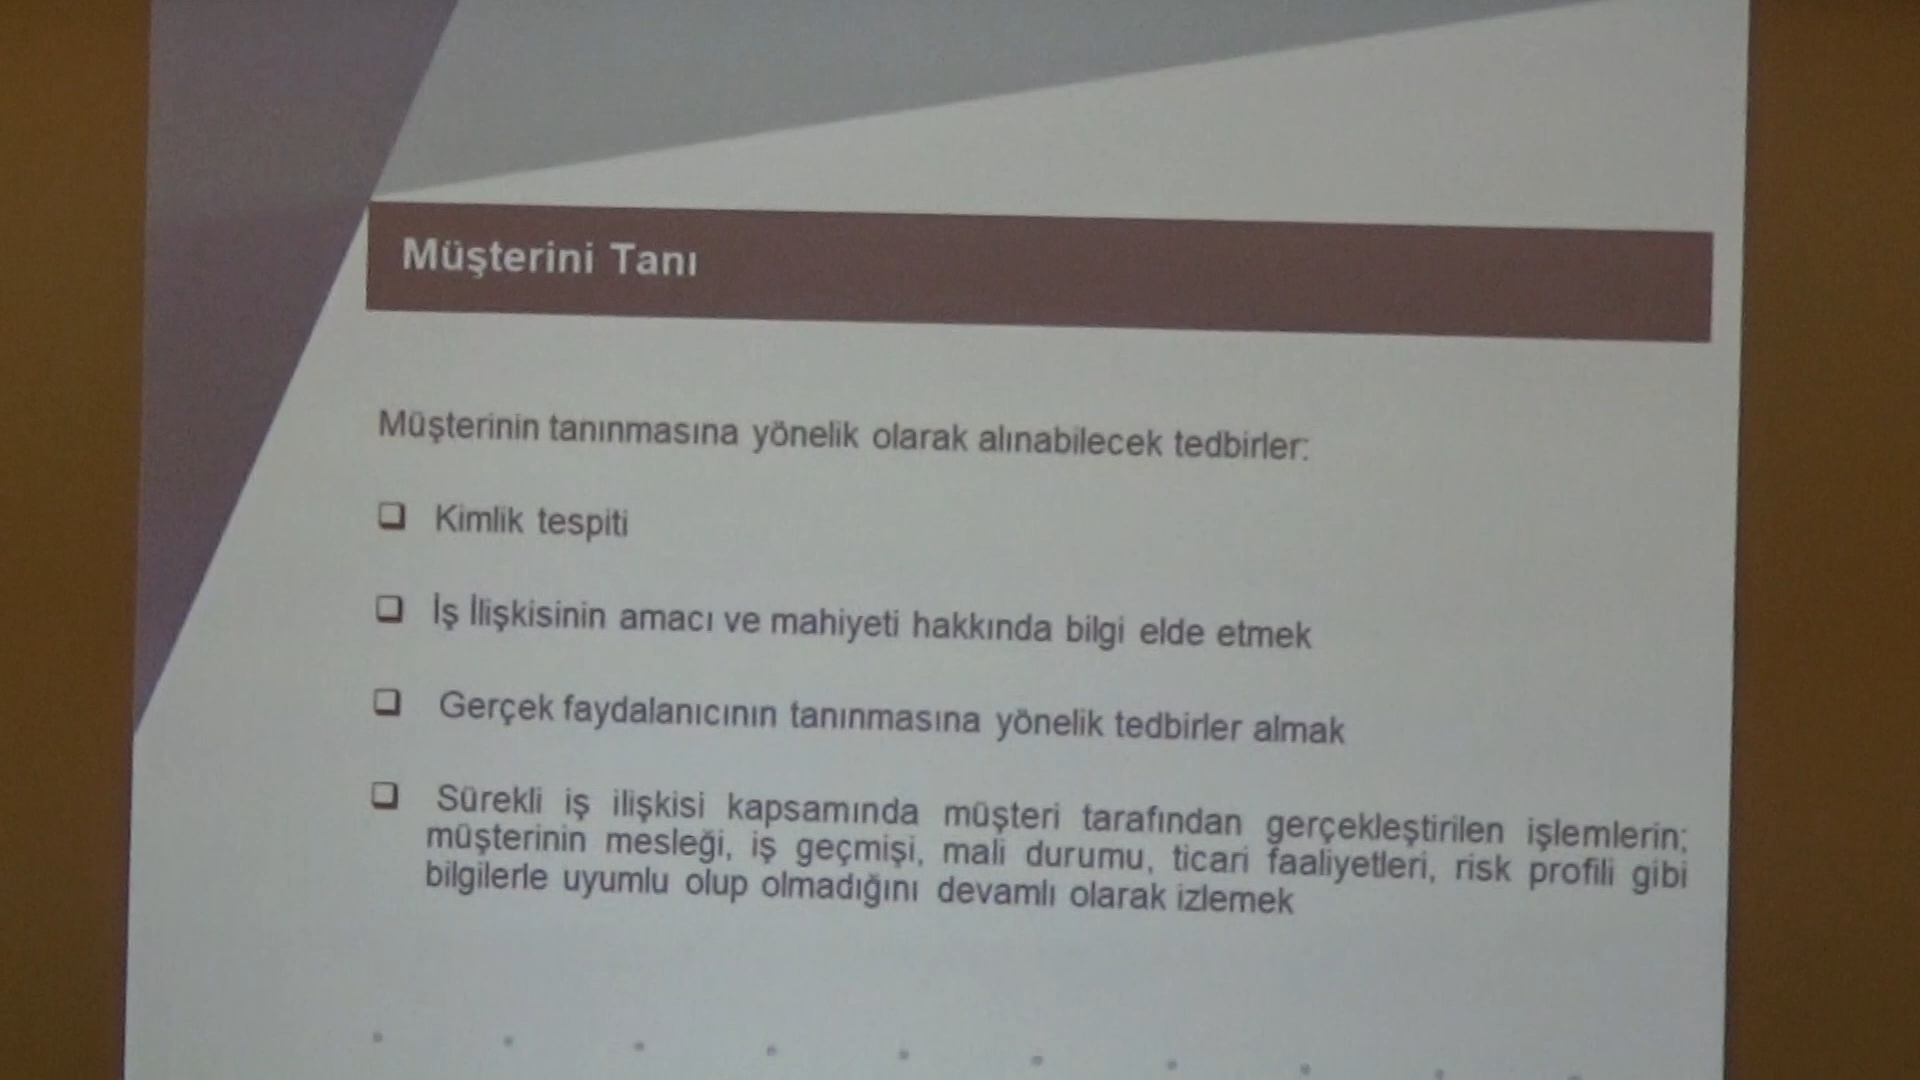 Müşterini Tanı
Müşterinin tanınmasına yönelik olarak alınabilecek tedbirler:
Kimlik tespiti
İş İlişkisinin amacı ve mahiyeti hakkında bilgi elde etmek
Gerçek faydalanıcının tanınmasına yönelik tedbirler almak
Sürekli iş ilişkisi kapsamında müşteri tarafından gerçekleştirilen işlemlerin;
müşterinin mesleği, iş geçmişi, mali durumu, ticari faaliyetleri, risk profili gibi
bilgilerle uyumlu olup olmadığını devamlı olarak izlemek